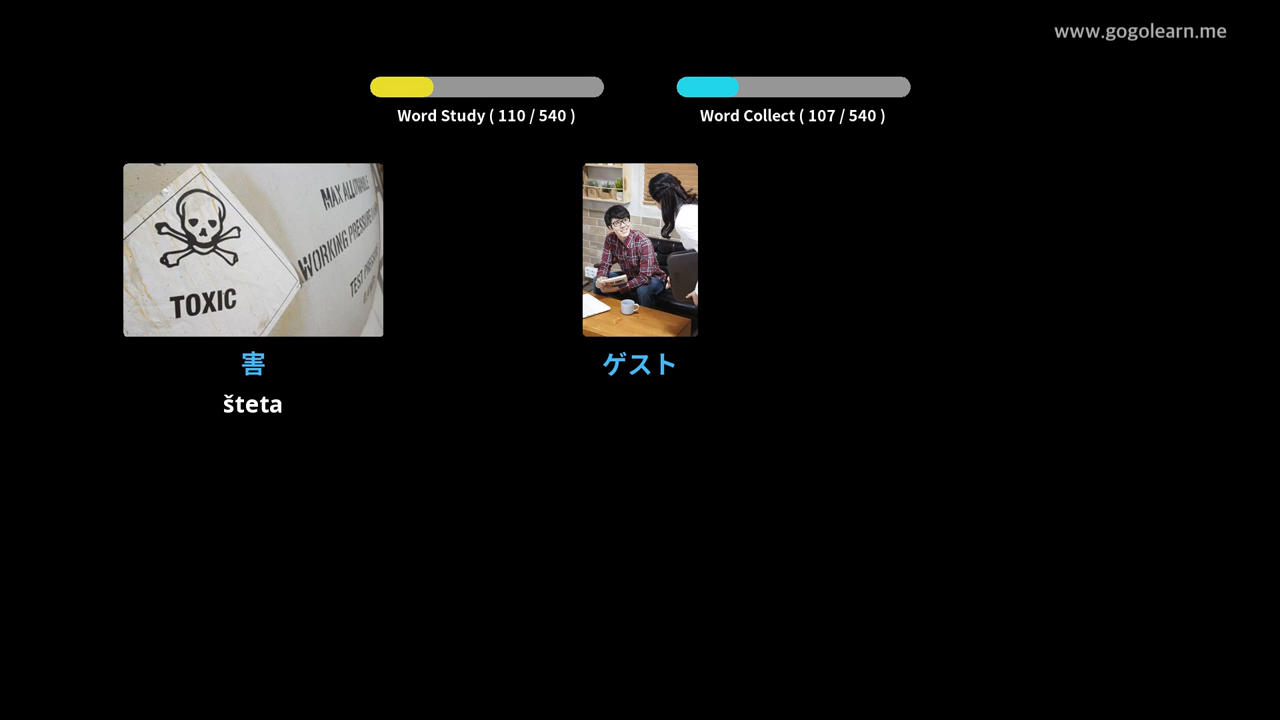 www.gogolearn.me
Word Study ( 110 / 540 )
Word Collect ( 107 / 540 )
MAX ALLOWABLE
WORKING PRESSURE
TEST PRESSURE
TOXIC
害
ゲスト
šteta